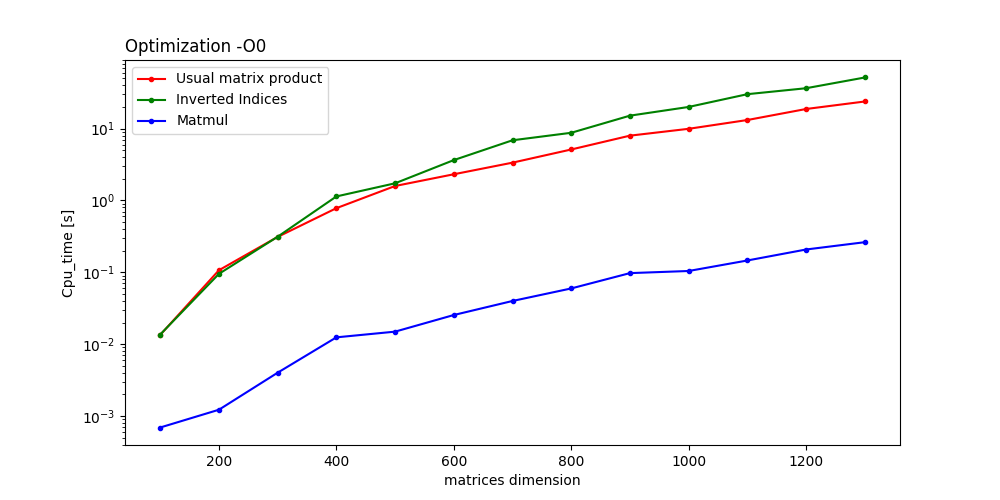 Optimization -O0
Usual matrix product
Inverted Indices
Matmul
Cpu_time [s]
10¹
10⁰
10⁻¹
10⁻²
10⁻³
200 400 600 800 1000 1200
matrices dimension